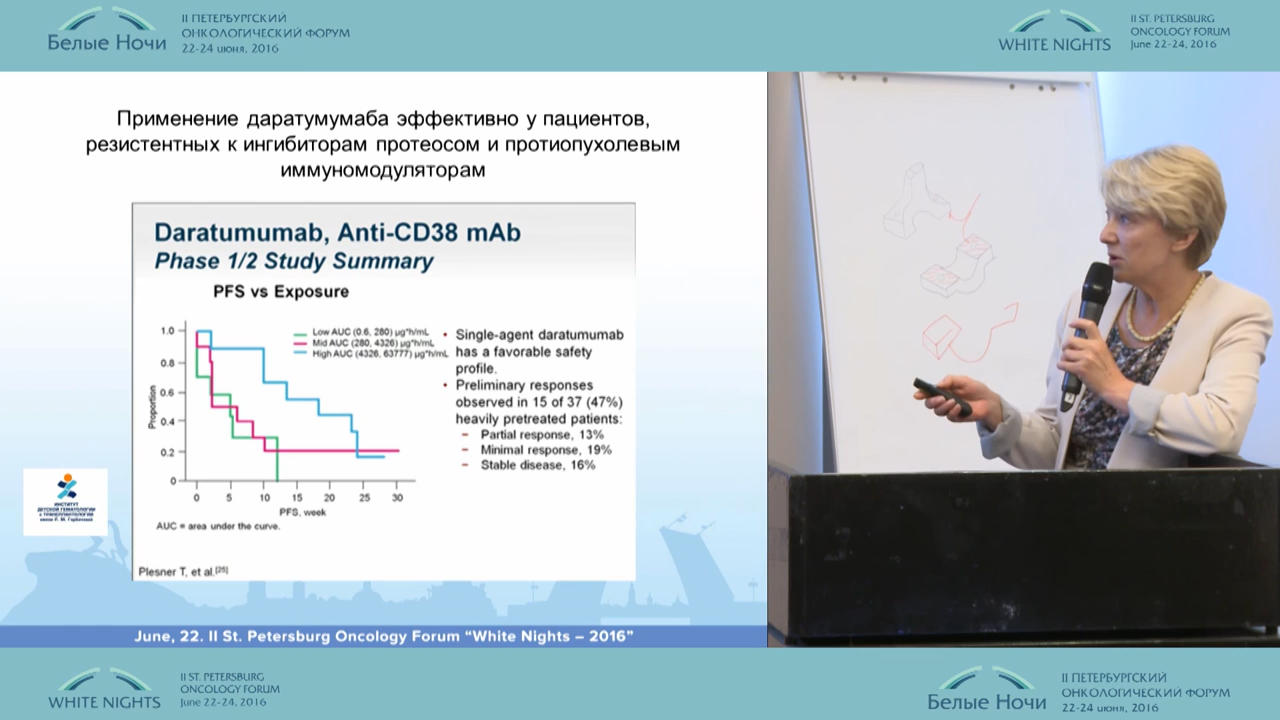 Белые Ночи
II ПЕТЕРБУРГСКИЙ
ОНКОЛОГИЧЕСКИЙ ФОРУМ
22-24 июня, 2016
WHITE NIGHTS
II ST. PETERSBURG
ONCOLOGY FORUM
June 22-24, 2016
Применение даратумумаба эффективно у пациентов,
резистентных к ингибиторам протеосом и протиопухолевым
иммуномодуляторам
Daratumumab, Anti-CD38 mAb
Phase 1/2 Study Summary
PFS vs Exposure
Low AUC (0.6, 280) µg*h/mL
Mid AUC (280, 4326) µg*h/mL
High AUC (4326, 63777) µg*h/mL
Proportion
1.0
0.8
0.6
0.4
0.2
0
0 5 10 15 20 25 30
PFS, week
AUC = area under the curve.
• Single-agent daratumumab
has a favorable safety
profile.
• Preliminary responses
observed in 15 of 37 (47%)
heavily pretreated patients:
– Partial response, 13%
– Minimal response, 19%
– Stable disease, 16%
Plesner T, et al.[25]
ИНСТИТУТ
ДЕТСКОЙ ГЕМАТОЛОГИИ
и ТРАНСПЛАНТОЛОГИИ
имени Р. М. Горбачевой
June, 22. II St. Petersburg Oncology Forum “White Nights – 2016”
WHITE NIGHTS
II ST. PETERSBURG
ONCOLOGY FORUM
June 22-24, 2016
Белые Ночи
II ПЕТЕРБУРГСКИЙ
ОНКОЛОГИЧЕСКИЙ ФОРУМ
22-24 июня, 2016